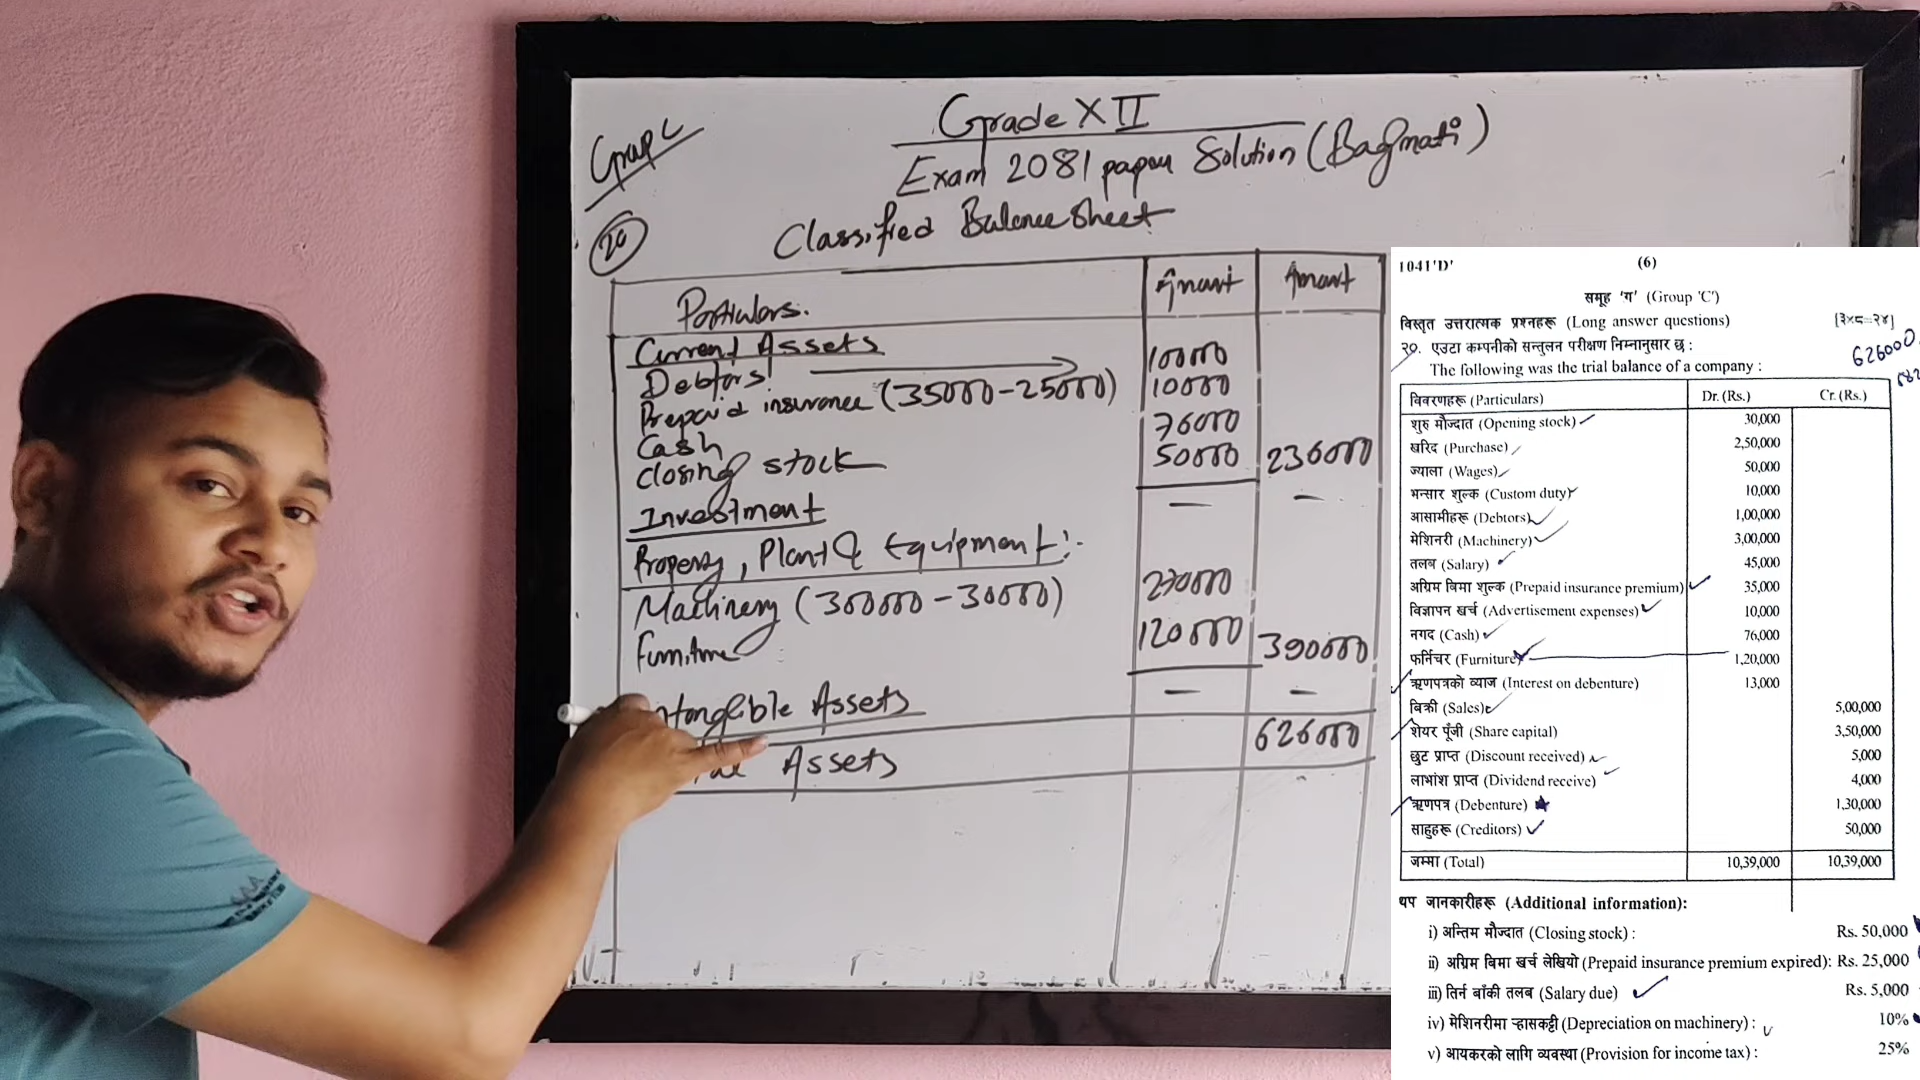 Group C
Grade XII
Exam 2081 paper Solution (Bagmati)
Classified Balance Sheet
Particulars.
Amount
Amount
Current Assets
Debtors!
100000
Prepaid insurance (35000-25000)
10000
Cash
76000
Closing stock
50000
236000
Investment
—
—
Property, Plant & Equipment:-
Machinery (300000-30000)
270000
Furniture
120000
390000
Intangible Assets
—
—
Assets
626000
1041'D'
(6)
समूह 'ग' (Group 'C')
विस्तृत उत्तरात्मक प्रश्नहरू (Long answer questions)
[३×८=२४]
626000
२०. एउटा कम्पनीको सन्तुलन परीक्षण निम्नानुसार छ :
The following was the trial balance of a company :
विवरणहरू (Particulars)
Dr. (Rs.)
Cr. (Rs.)
शुरु मौज्दात (Opening stock)
30,000
खरिद (Purchase)
2,50,000
ज्याला (Wages)
50,000
भन्सार शुल्क (Custom duty)
10,000
आसामीहरू (Debtors)
1,00,000
मेशिनरी (Machinery)
3,00,000
तलब (Salary)
45,000
अग्रिम बिमा शुल्क (Prepaid insurance premium)
35,000
विज्ञापन खर्च (Advertisement expenses)
10,000
नगद (Cash)
76,000
फर्निचर (Furniture)
1,20,000
ऋणपत्रको व्याज (Interest on debenture)
13,000
बिक्री (Sales)
5,00,000
शेयर पूँजी (Share capital)
3,50,000
छुट प्राप्त (Discount received)
5,000
लाभांश प्राप्त (Dividend receive)
4,000
ऋणपत्र (Debenture)
1,30,000
साहुहरू (Creditors)
50,000
जम्मा (Total)
10,39,000
10,39,000
थप जानकारीहरू (Additional information):
i) अन्तिम मौज्दात (Closing stock) :
Rs. 50,000
ii) अग्रिम बिमा खर्च लेखियो (Prepaid insurance premium expired): Rs. 25,000
iii) तिर्न बाँकी तलब (Salary due)
Rs. 5,000
iv) मेशिनरीमा ह्रासकट्टी (Depreciation on machinery) :
10%
v) आयकरको लागि व्यवस्था (Provision for income tax) :
25%